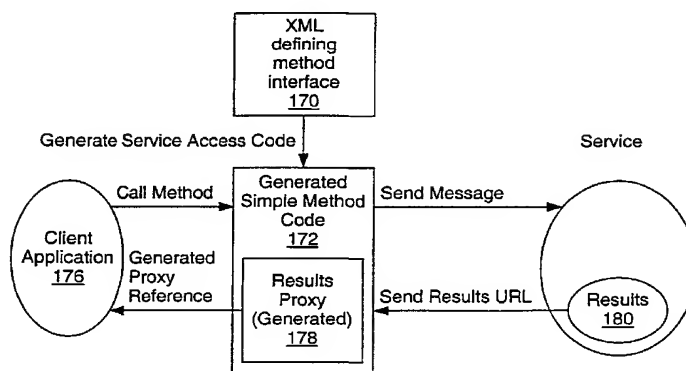 XML
defining
method
interface
170
Generate Service Access Code
Service
Call Method
Generated
Simple Method
Code
172
Send Message
Client
Application
176
Generated
Proxy
Reference
Results
Proxy
(Generated)
178
Send Results URL
Results
180